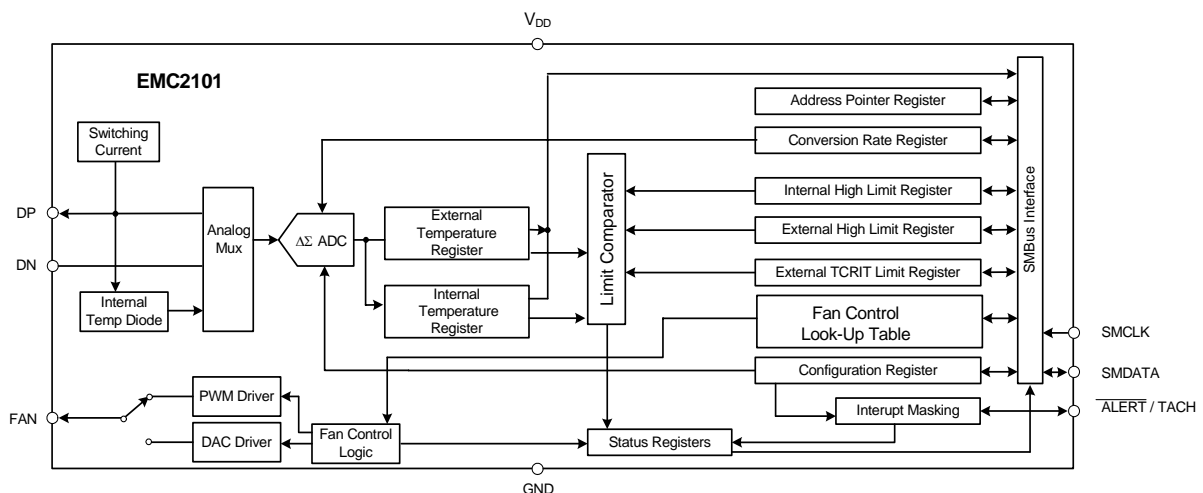 VDD
EMC2101
Switching
Current
Address Pointer Register
Conversion Rate Register
DP
Analog
Mux
ΔΣ ADC
External
Temperature
Register
Limit Comparator
Internal High Limit Register
External High Limit Register
SMBus Interface
DN
External TCRIT Limit Register
Internal
Temp Diode
Internal
Temperature
Register
Fan Control
Look-Up Table
SMCLK
Configuration Register
SMDATA
FAN
PWM Driver
Interupt Masking
ALERT / TACH
DAC Driver
Fan Control
Logic
Status Registers
GND